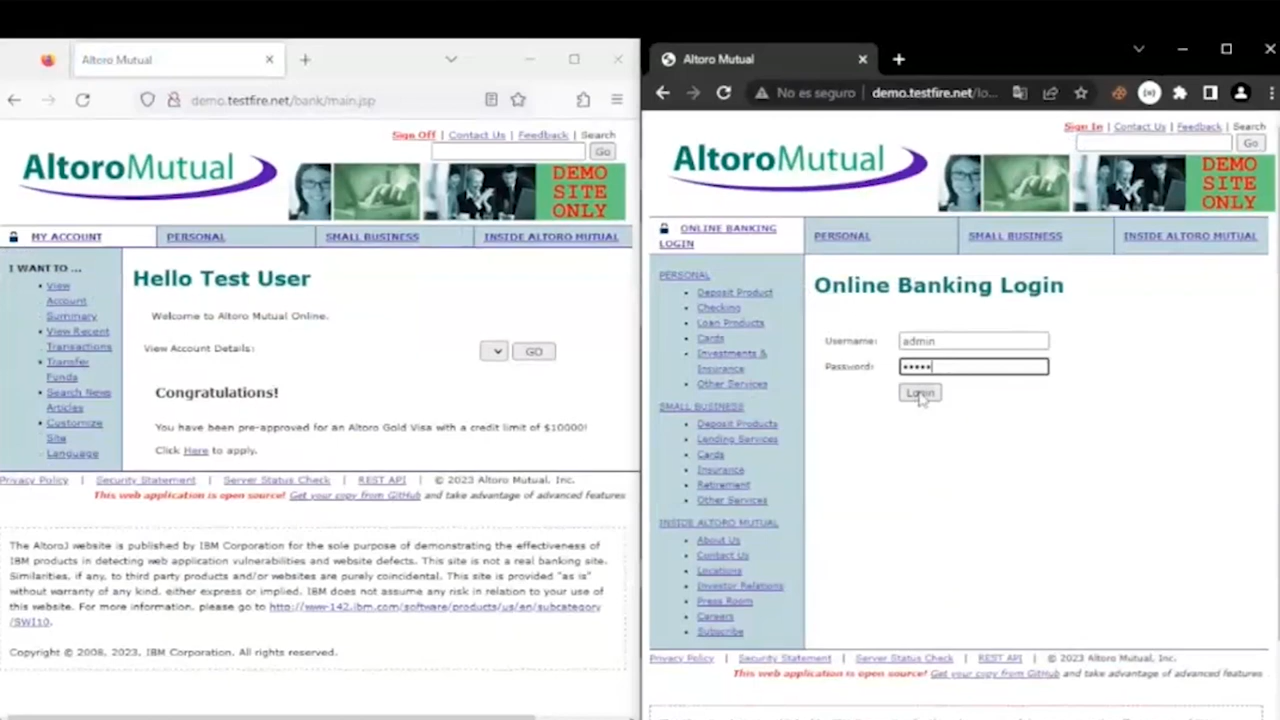 Altoro Mutual
demo.testfire.net/bank/main.jsp
Sign Off | Contact Us | Feedback | Search
Go
AltoroMutual
DEMO
SITE
ONLY
MY ACCOUNT
PERSONAL
SMALL BUSINESS
INSIDE ALTORO MUTUAL
I WANT TO ...
View
Account
Summary
View Recent
Transactions
Transfer
Funds
Search News
Articles
Customize
Site
Language
Hello Test User
Welcome to Altoro Mutual Online.
View Account Details:
GO
Congratulations!
You have been pre-approved for an Altoro Gold Visa with a credit limit of $10000!
Click Here to apply.
Privacy Policy | Security Statement | Server Status Check | REST API | © 2023 Altoro Mutual, Inc.
This web application is open source! Get your copy from GitHub and take advantage of advanced features
The AltoroJ website is published by IBM Corporation for the sole purpose of demonstrating the effectiveness of
IBM products in detecting web application vulnerabilities and website defects. This site is not a real banking site.
Similarities, if any, to third party products and/or websites are purely coincidental. This site is provided "as is"
without warranty of any kind, either express or implied. IBM does not assume any risk in relation to your use of
this website. For more information, please go to http://www-142.ibm.com/software/products/us/en/subcategory
/SWI10.
Copyright © 2008, 2023, IBM Corporation, All rights reserved.
Altoro Mutual
No es seguro | demo.testfire.net/lo...
Sign In | Contact Us | Feedback | Search
Go
AltoroMutual
DEMO
SITE
ONLY
ONLINE BANKING
LOGIN
PERSONAL
SMALL BUSINESS
INSIDE ALTORO MUTUAL
PERSONAL
Deposit Product
Checking
Loan Products
Cards
Investments &
Insurance
Other Services
SMALL BUSINESS
Deposit Products
Lending Services
Cards
Insurance
Retirement
Other Services
INSIDE ALTORO MUTUAL
About Us
Contact Us
Locations
Investor Relations
Press Room
Careers
Subscribe
Online Banking Login
Username:
admin
Password:
•••••
Login
Privacy Policy | Security Statement | Server Status Check | REST API | © 2023 Altoro Mutual, Inc.
This web application is open source! Get your copy from GitHub and take advantage of advanced features